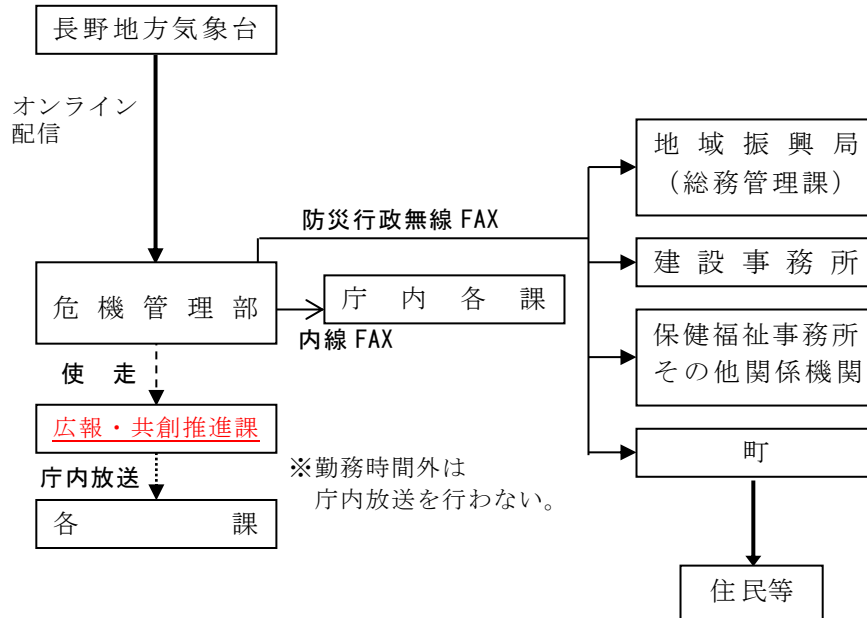 長野地方気象台
オンライン
配信
地域振興局
（総務管理課）
防災行政無線 FAX
建設事務所
危機管理部
庁内各課
内線 FAX
保健福祉事務所
その他関係機関
使走
広報・共創推進課
町
庁内放送
※勤務時間外は
庁内放送を行わない。
各課
住民等